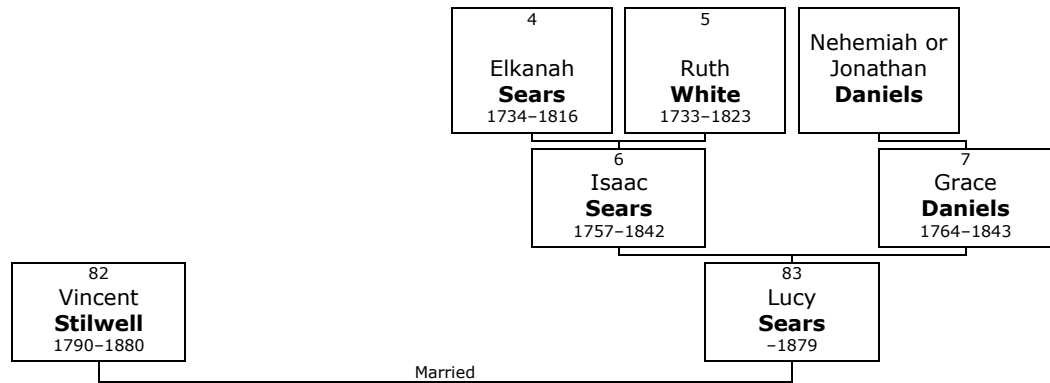 4
Elkanah
Sears
1734–1816
5
Ruth
White
1733–1823
Nehemiah or
Jonathan
Daniels
6
Isaac
Sears
1757–1842
7
Grace
Daniels
1764–1843
82
Vincent
Stilwell
1790–1880
83
Lucy
Sears
–1879
Married